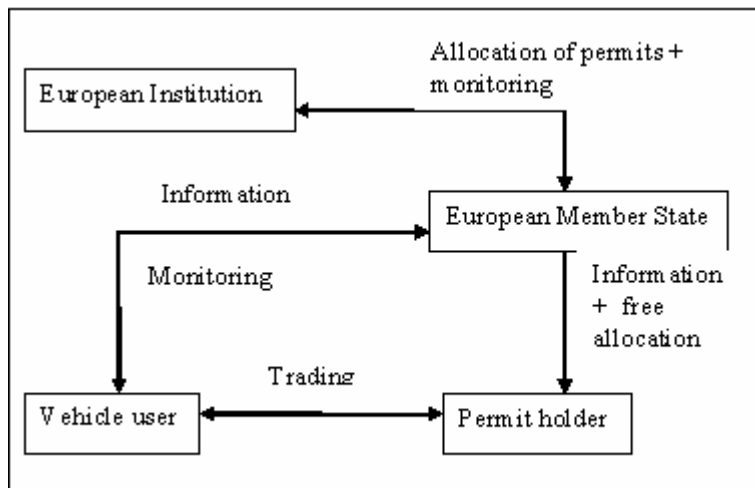 Allocation of permits +
monitoring
European Institution
Information
European Member State
Monitoring
Information
+ free
allocation
Trading
Vehicle user
Permit holder